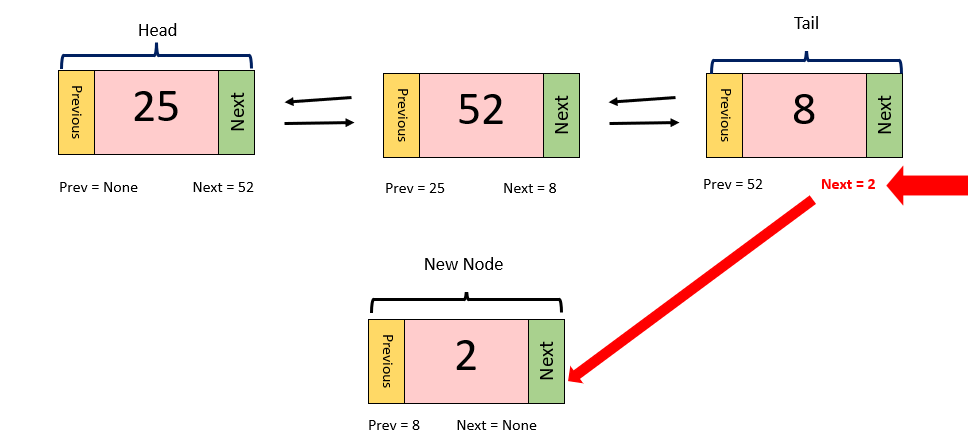 Head
Tail
Previous
25
Next
Previous
52
Next
Previous
8
Next
Prev = None
Next = 52
Prev = 25
Next = 8
Prev = 52
Next = 2
New Node
Previous
2
Next
Prev = 8
Next = None